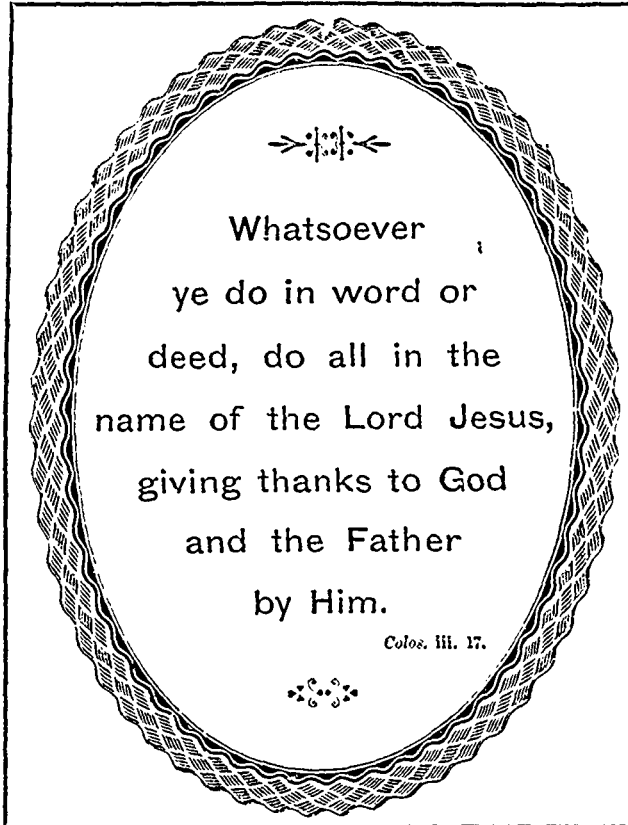 Whatsoever
ye do in word or
deed, do all in the
name of the Lord Jesus,
giving thanks to God
and the Father
by Him.
Colos. iii. 17.